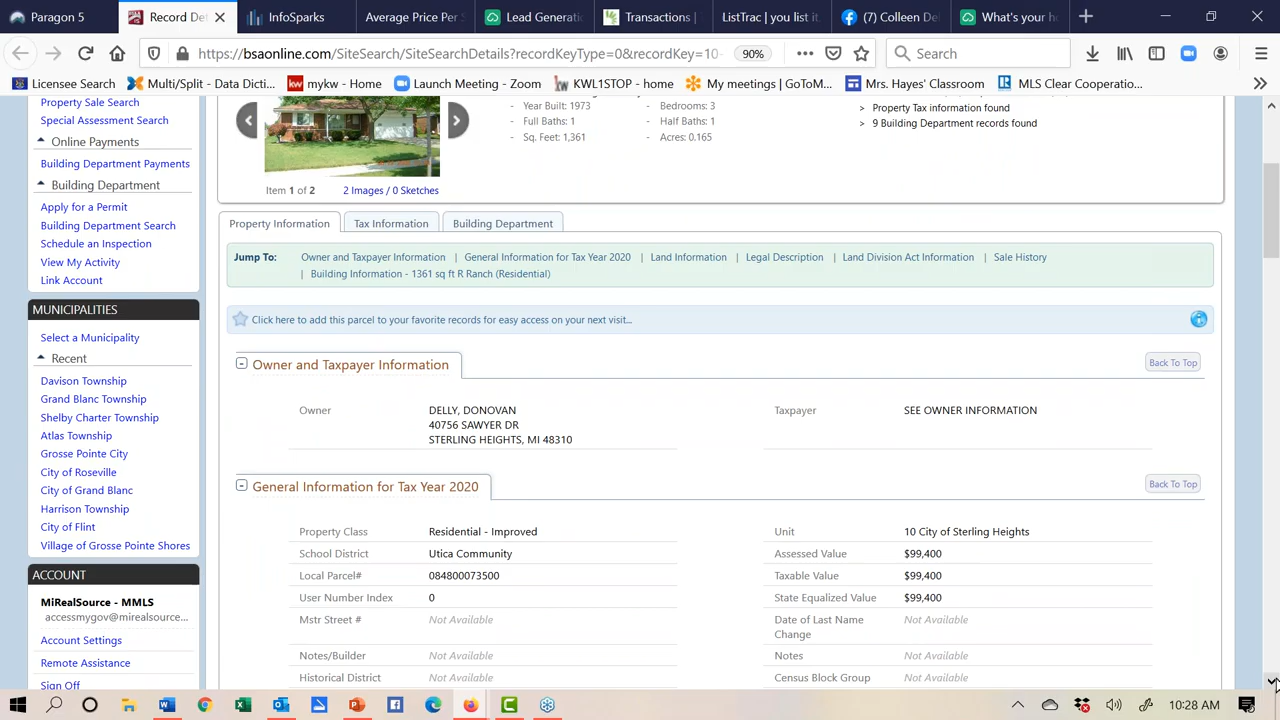 Paragon 5
Record Det
InfoSparks
Average Price Per S
Lead Generatio
Transactions |
ListTrac | you list it.
(7) Colleen Del
What's your ho
https://bsaonline.com/SiteSearch/SiteSearchDetails?recordKeyType=0&recordKey=10-
90%
Search
Licensee Search
Multi/Split - Data Dicti...
mykw - Home
Launch Meeting - Zoom
KWL1STOP - home
My meetings | GoToM...
Mrs. Hayes' Classroom
MLS Clear Cooperatio...
Property Sale Search
Special Assessment Search
Online Payments
Building Department Payments
Building Department
Apply for a Permit
Building Department Search
Schedule an Inspection
View My Activity
Link Account
MUNICIPALITIES
Select a Municipality
Recent
Davison Township
Grand Blanc Township
Shelby Charter Township
Atlas Township
Grosse Pointe City
City of Roseville
City of Grand Blanc
Harrison Township
City of Flint
Village of Grosse Pointe Shores
ACCOUNT
MiRealSource - MMLS
accessmygov@mirealsource...
Account Settings
Remote Assistance
Sign Off
- Year Built: 1973
- Bedrooms: 3
- Full Baths: 1
- Half Baths: 1
- Sq. Feet: 1,361
- Acres: 0.165
> Property Tax information found
> 9 Building Department records found
Item 1 of 2
2 Images / 0 Sketches
Property Information
Tax Information
Building Department
Jump To: Owner and Taxpayer Information | General Information for Tax Year 2020 | Land Information | Legal Description | Land Division Act Information | Sale History
| Building Information - 1361 sq ft R Ranch (Residential)
Click here to add this parcel to your favorite records for easy access on your next visit...
Owner and Taxpayer Information
Back To Top
Owner
DELLY, DONOVAN
40756 SAWYER DR
STERLING HEIGHTS, MI 48310
Taxpayer
SEE OWNER INFORMATION
General Information for Tax Year 2020
Back To Top
Property Class Residential - Improved
Unit 10 City of Sterling Heights
School District Utica Community
Assessed Value $99,400
Parcel# 084800073500
Taxable Value $99,400
User Number Index 0
State Equalized Value $99,400
Mstr Street # Not Available
Date of Last Name Change Not Available
Notes/Builder Not Available
Notes Not Available
Historical District Not Available
Census Block Group Not Available
10:28 AM